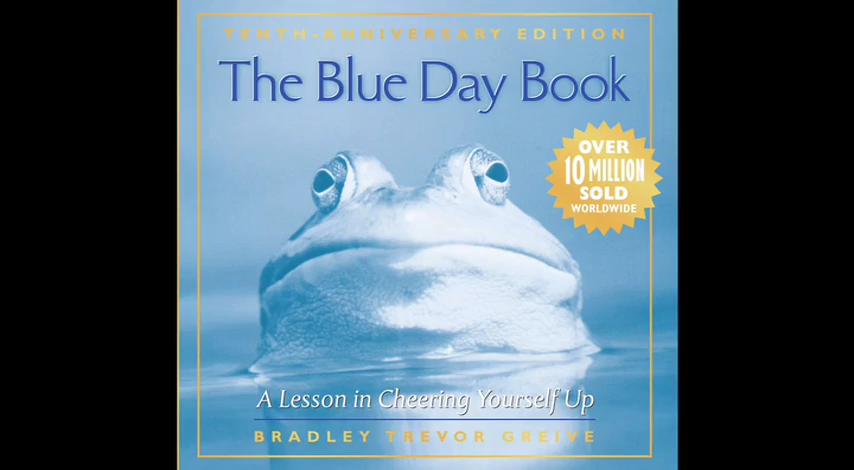 TENTH-ANNIVERSARY EDITION
The Blue Day Book
OVER
10 MILLION
SOLD
WORLDWIDE
A Lesson in Cheering Yourself Up
BRADLEY TREVOR GREIVE